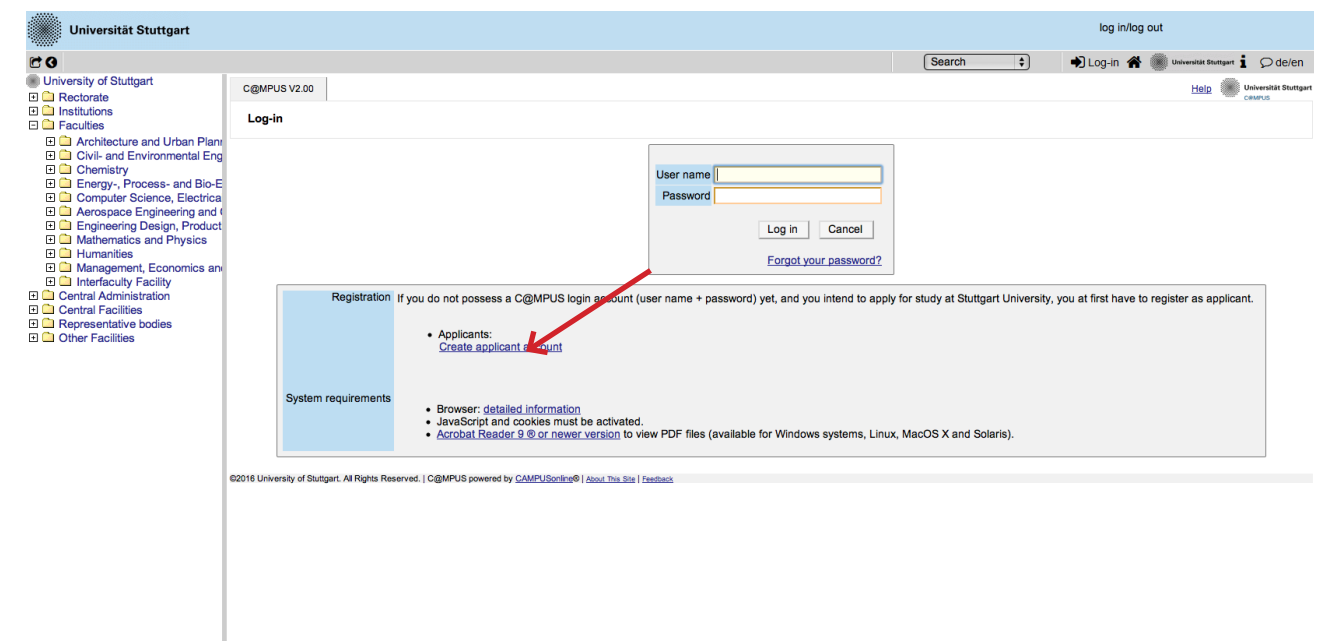 Universität Stuttgart
log in/log out
Search
Log-in
Universität Stuttgart
de/en
University of Stuttgart
Rectorate
Institutions
Faculties
Architecture and Urban Plan
Civil- and Environmental Eng
Chemistry
Energy-, Process- and Bio-E
Computer Science, Electrica
Aerospace Engineering and
Engineering Design, Product
Mathematics and Physics
Humanities
Management, Economics an
Interfaculty Facility
Central Administration
Central Facilities
Representative bodies
Other Facilities
C@MPUS V2.00
Help
Universität Stuttgart
C@MPUS
Log-in
User name
Password
Log in Cancel
Forgot your password?
Registration If you do not possess a C@MPUS login account (user name + password) yet, and you intend to apply for study at Stuttgart University, you at first have to register as applicant.
• Applicants:
Create applicant account
System requirements
• Browser: detailed information
• JavaScript and cookies must be activated.
• Acrobat Reader 9 ® or newer version to view PDF files (available for Windows systems, Linux, MacOS X and Solaris).
©2016 University of Stuttgart. All Rights Reserved. | C@MPUS powered by CAMPUSonline® | About This Site | Feedback